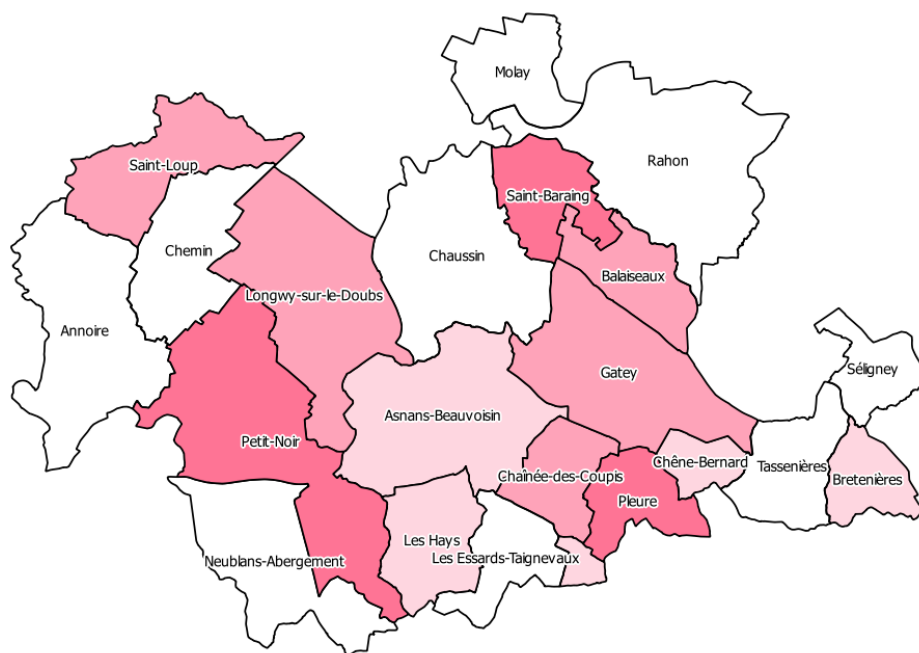 Molay
Saint-Loup
Rahon
Saint-Baraing
Chemin
Chaussin
Balaiseaux
Longwy-sur-le-Doubs
Annoire
Gatey
Séligney
Asnans-Beauvoisin
Petit-Noir
Chêne-Bernard
Tassenières
Chaînée-des-Coupis
Bretenières
Pleure
Les Hays
Les Essards-Taignevaux
Neublans-Abergement